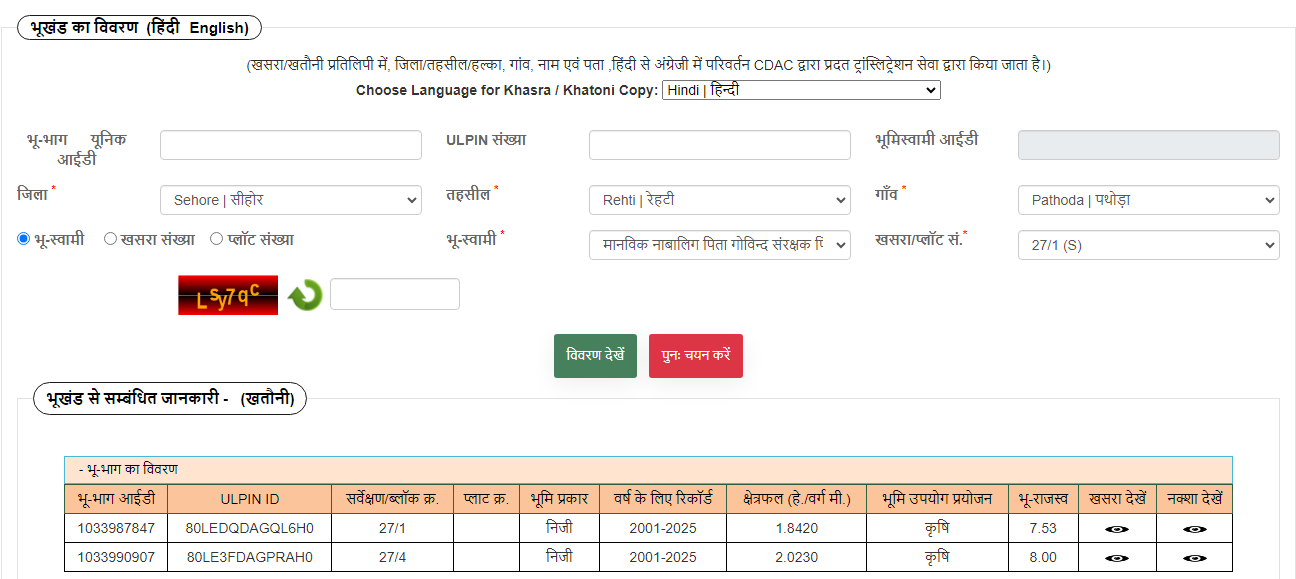 भूखंड का विवरण (हिंदी English)
(खसरा/खतौनी प्रतिलिपी में, जिला/तहसील/हल्का, गांव, नाम एवं पता ,हिंदी से अंग्रेजी में परिवर्तन CDAC द्वारा प्रदत ट्रांस्लिट्रेशन सेवा द्वारा किया जाता है।)
Choose Language for Khasra / Khatoni Copy: Hindi | हिन्दी
भू-भाग यूनिक आईडी
ULPIN संख्या
भूमिस्वामी आईडी
जिला * Sehore | सीहोर
तहसील * Rehti | रेहटी
गाँव * Pathoda | पथोड़ा
भू-स्वामी खसरा संख्या प्लॉट संख्या
भू-स्वामी * मानविक नाबालिग पिता गोविन्द संरक्षक
खसरा/प्लॉट सं.* 27/1 (S)
Lsy7qc
विवरण देखें पुनः चयन करें
भूखंड से सम्बंधित जानकारी - (खतौनी)
- भू-भाग का विवरण
भू-भाग आईडी ULPIN ID सर्वेक्षण/ब्लॉक क्र. प्लाट क्र. भूमि प्रकार वर्ष के लिए रिकॉर्ड क्षेत्रफल (हे./वर्ग मी.) भूमि उपयोग प्रयोजन भू-राजस्व खसरा देखें नक्शा देखें
1033987847 80LEDQDAGQL6H0 27/1 निजी 2001-2025 1.8420 कृषि 7.53
1033990907 80LE3FDAGPRAH0 27/4 निजी 2001-2025 2.0230 कृषि 8.00